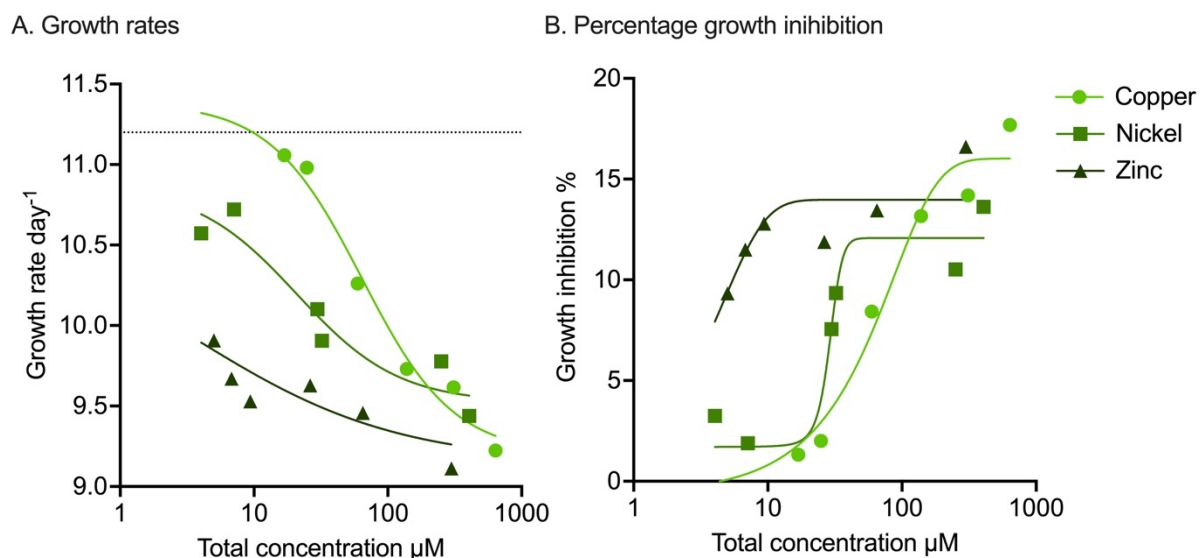 A. Growth rates
B. Percentage growth inihibition
Growth rate day-1
11.5
11.0
10.5
10.0
9.5
9.0
1
10
100
1000
Total concentration µM
Growth inhibition %
20
15
10
5
0
1
10
100
1000
Total concentration µM
Copper
Nickel
Zinc